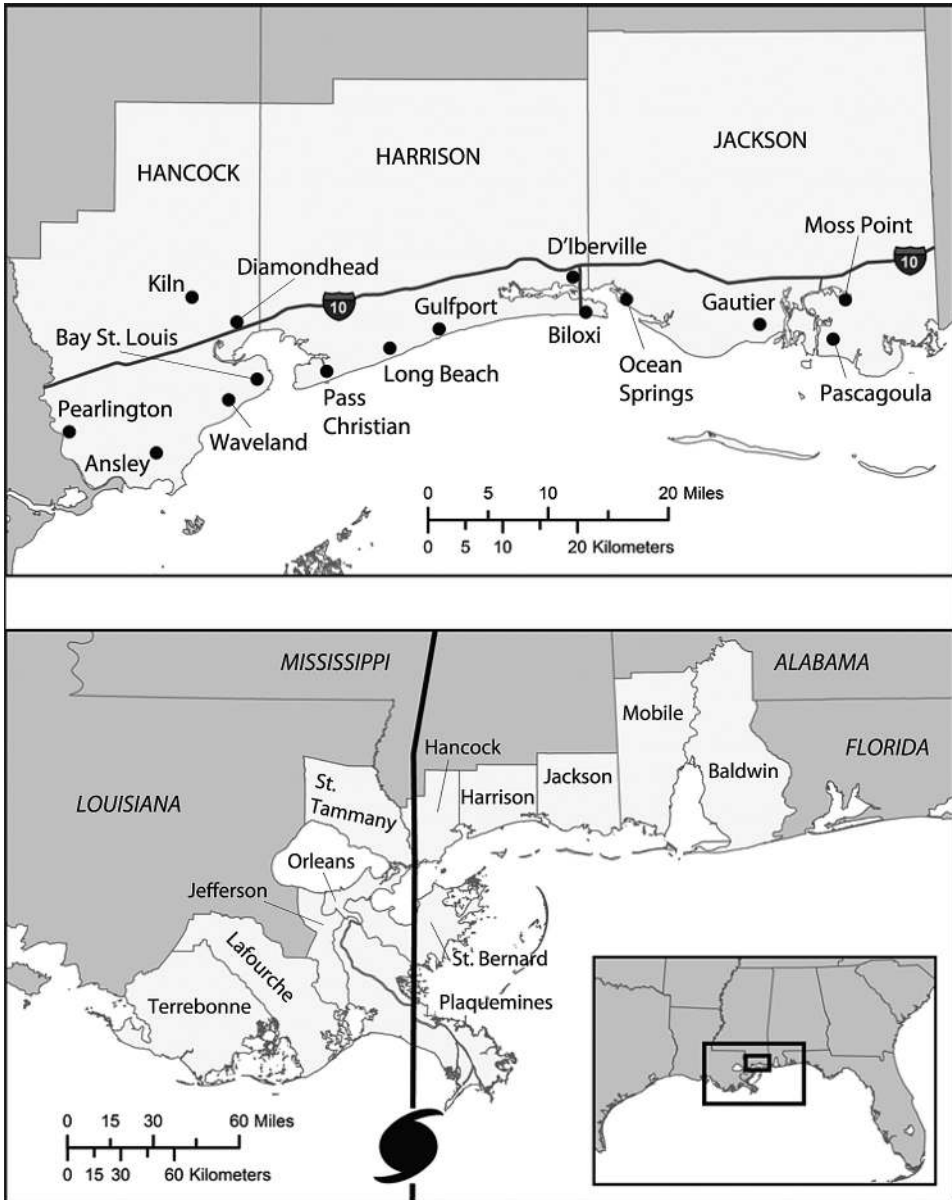 HANCOCK
HARRISON
JACKSON
Moss Point
D'Iberville
Diamondhead
Kiln
10
10
Gulfport
Gautier
Bay St. Louis
Biloxi
Ocean
Springs
Long Beach
Pass
Christian
Pascagoula
Pearlington
Waveland
Ansley
0 5 10 20 Miles
0 5 10 20 Kilometers
MISSISSIPPI
ALABAMA
Mobile
Hancock
FLORIDA
Baldwin
Jackson
Harrison
LOUISIANA
St.
Tammany
Orleans
Jefferson
Lafourche
St. Bernard
Terrebonne
Plaquemines
0 15 30 60 Miles
0 15 30 60 Kilometers